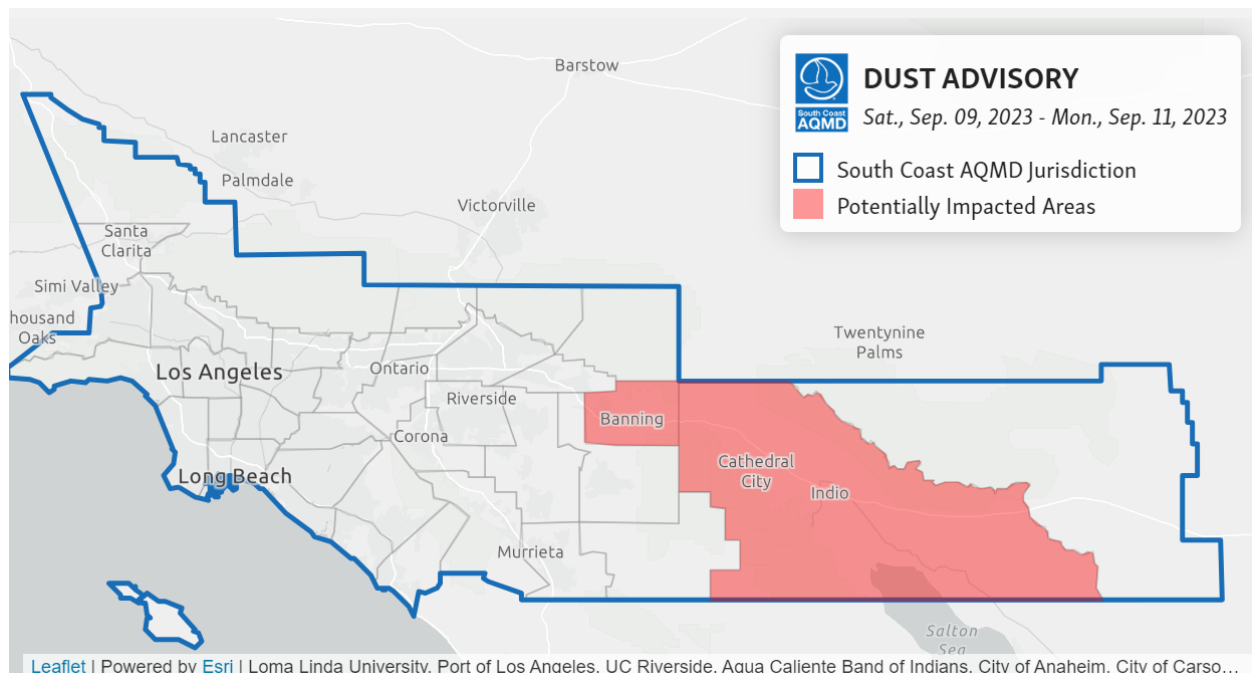 Barstow
DUST ADVISORY
South Coast
AQMD
Sat., Sep. 09, 2023 - Mon., Sep. 11, 2023
South Coast AQMD Jurisdiction
Potentially Impacted Areas
Lancaster
Palmdale
Victorville
Santa
Clarita
Simi Valley
housand
Oaks
Twentynine
Palms
Los Angeles
Ontario
Riverside
Banning
Corona
Cathedral
City
Long Beach
Indio
Murrieta
Salton
Sea
Leaflet | Powered by Esri | Loma Linda University, Port of Los Angeles, UC Riverside, Agua Caliente Band of Indians, City of Anaheim, City of Carso…